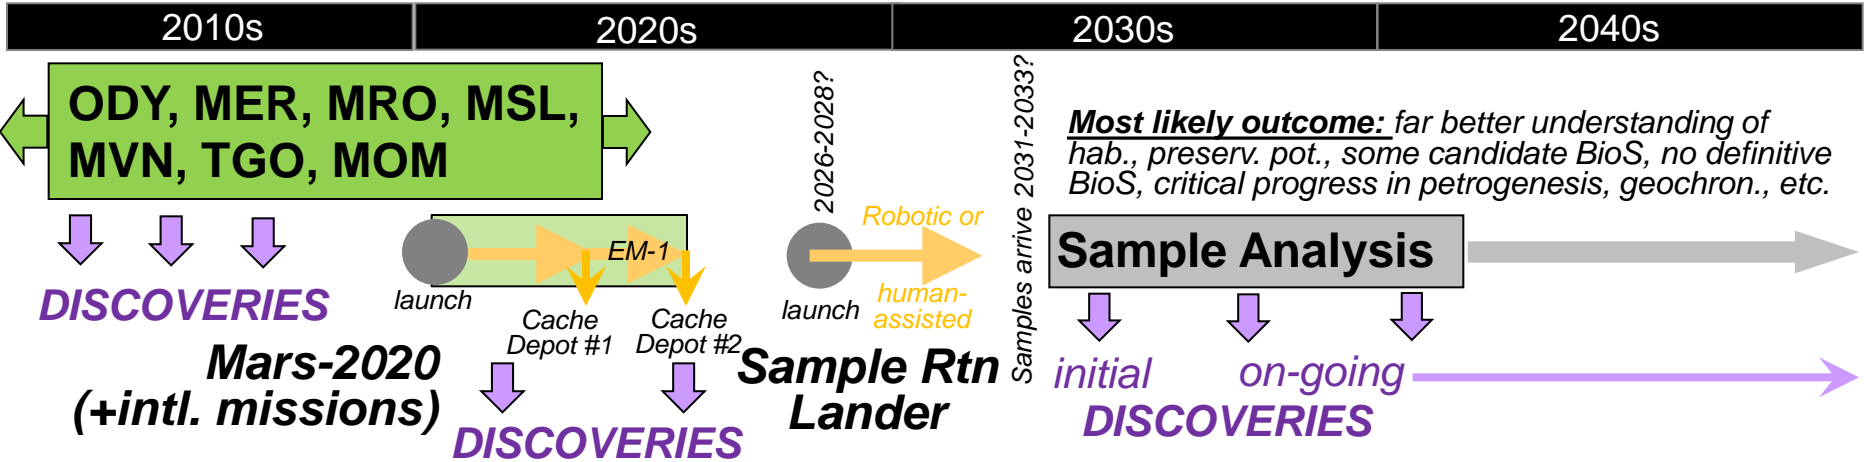 2010s
2020s
2030s
2040s
ODY, MER, MRO, MSL,
MVN, TGO, MOM
DISCOVERIES
Mars-2020
(+intl. missions)
launch
EM-1
Cache
Depot #1
Cache
Depot #2
DISCOVERIES
2026-2028?
launch
Robotic or
human-
assisted
Sample Rtn
Lander
Samples arrive 2031-2033?
Most likely outcome: far better understanding of
hab., preserv. pot., some candidate BioS, no definitive
BioS, critical progress in petrogenesis, geochron., etc.
Sample Analysis
initial
on-going
DISCOVERIES